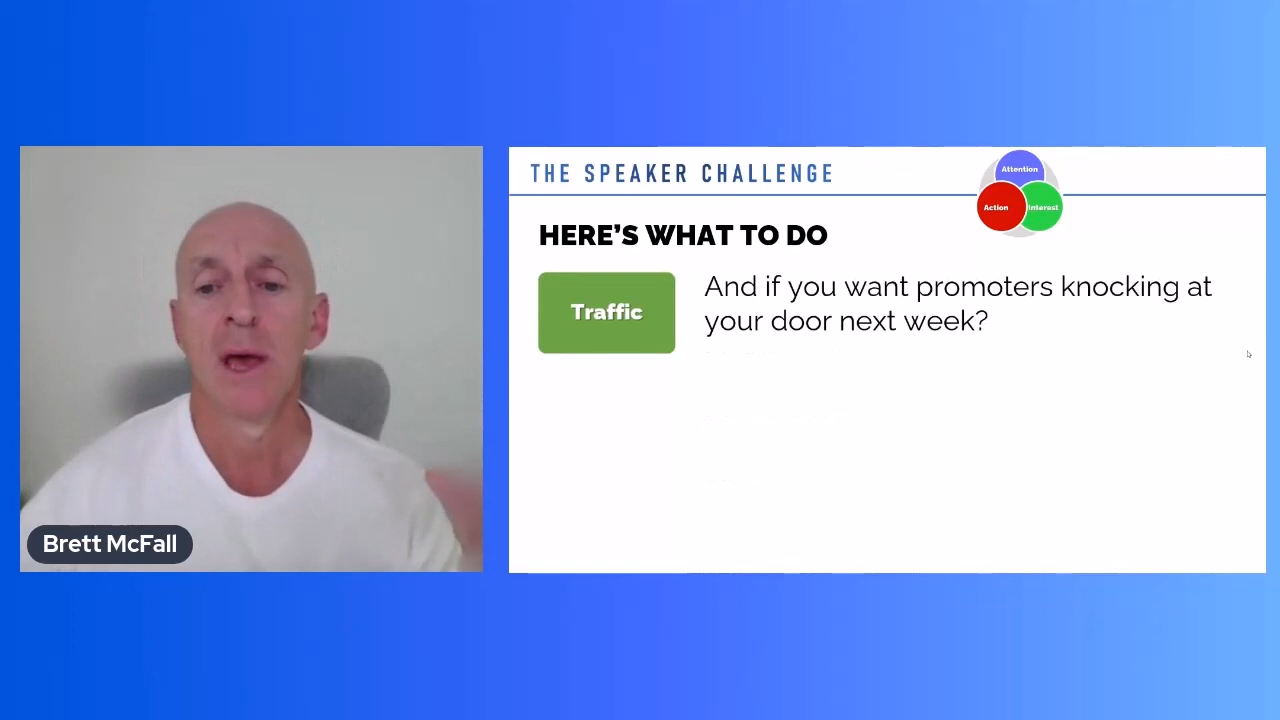 THE SPEAKER CHALLENGE
Attention
Action
Interest
HERE’S WHAT TO DO
Traffic
And if you want promoters knocking at
your door next week?
Brett McFall